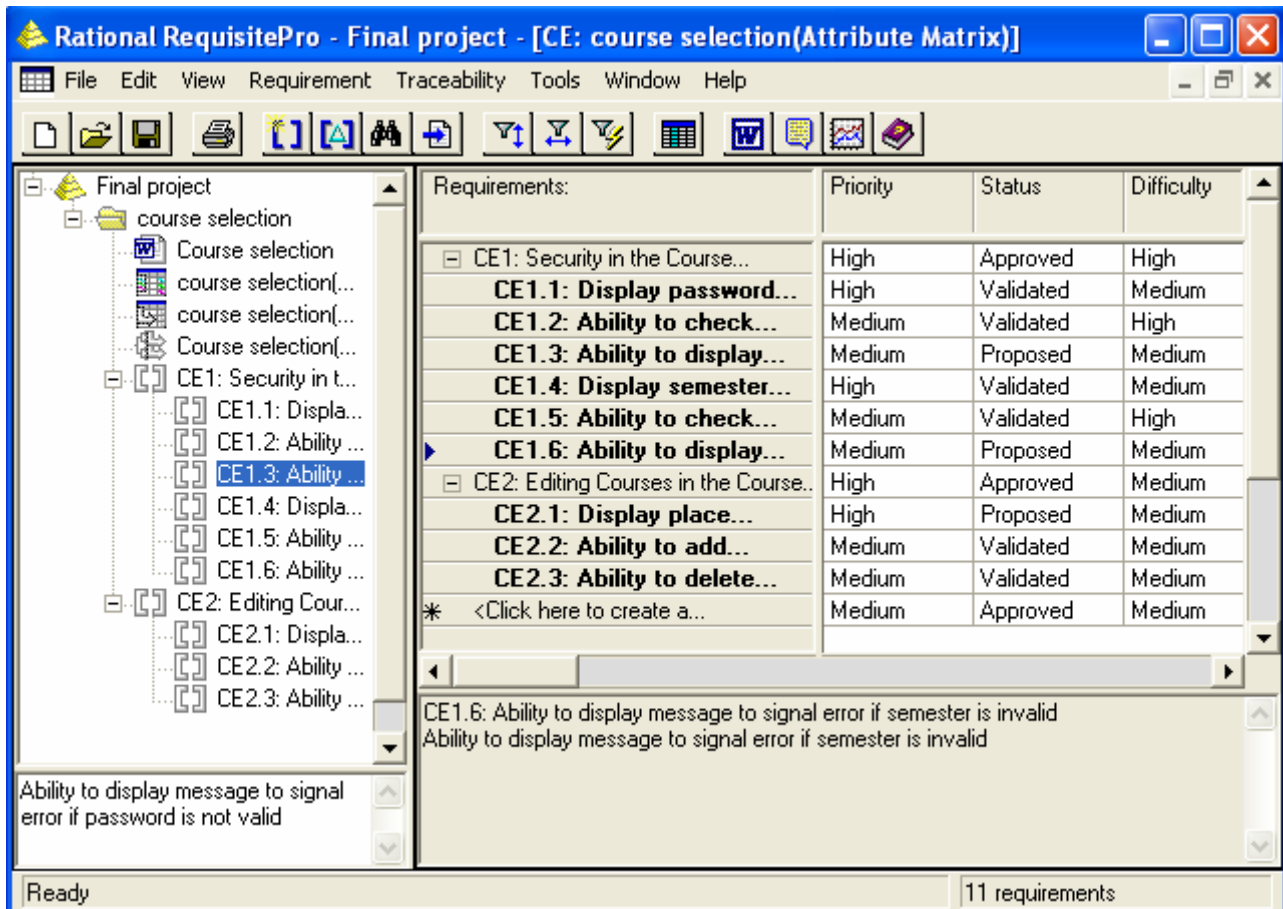 Rational RequisitePro - Final project - [CE: course selection(Attribute Matrix)]
File Edit View Requirement Traceability Tools Window Help
Final project
course selection
Course selection
course selection(...
course selection(...
Course selection(...
CE1: Security in t...
CE1.1: Displa...
CE1.2: Ability ...
CE1.3: Ability ...
CE1.4: Displa...
CE1.5: Ability ...
CE1.6: Ability ...
CE2: Editing Cour...
CE2.1: Displa...
CE2.2: Ability ...
CE2.3: Ability ...
Ability to display message to signal
error if password is not valid
Requirements: Priority Status Difficulty
CE1: Security in the Course... High Approved High
CE1.1: Display password... High Validated Medium
CE1.2: Ability to check... Medium Validated High
CE1.3: Ability to display... Medium Proposed Medium
CE1.4: Display semester... High Validated Medium
CE1.5: Ability to check... Medium Validated High
CE1.6: Ability to display... Medium Proposed Medium
CE2: Editing Courses in the Course.. High Approved Medium
CE2.1: Display place... High Proposed Medium
CE2.2: Ability to add... Medium Validated Medium
CE2.3: Ability to delete... Medium Validated Medium
<Click here to create a... Medium Approved Medium
CE1.6: Ability to display message to signal error if semester is invalid
Ability to display message to signal error if semester is invalid
Ready 11 requirements